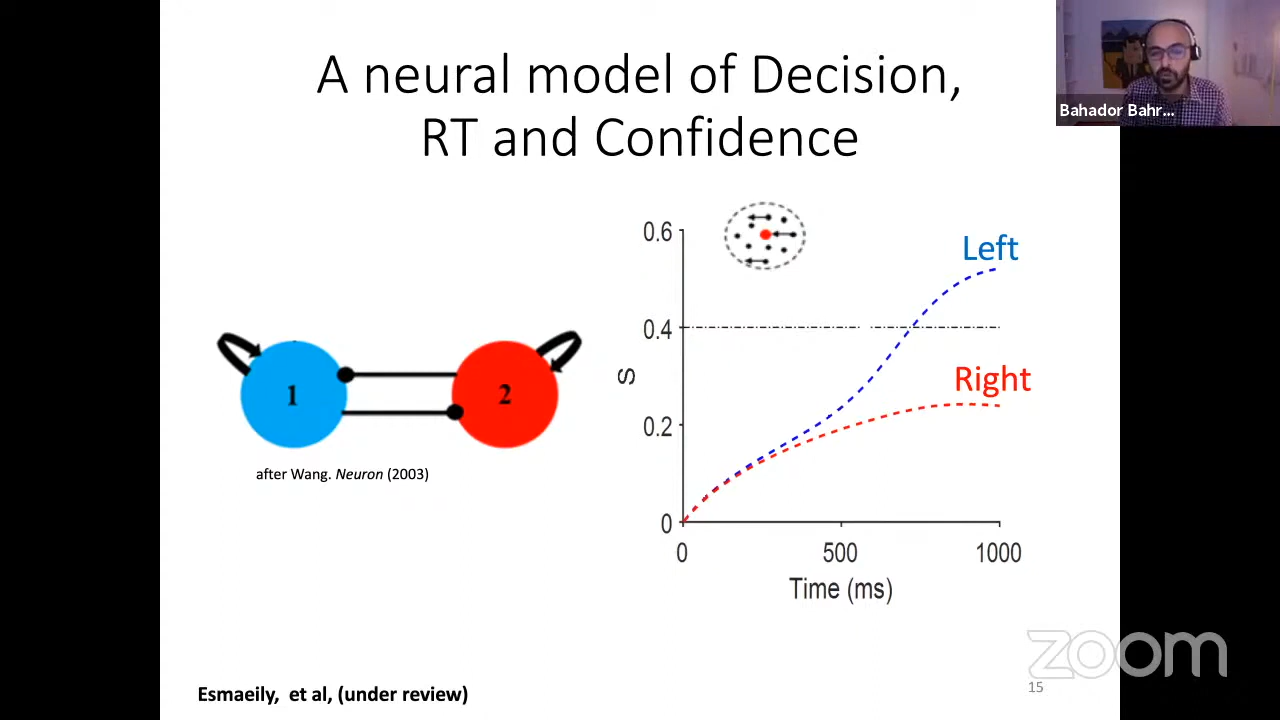 A neural model of Decision,
RT and Confidence
Bahador Bahr...
0.6
0.4
0.2
0
S
Left
Right
0
500
1000
Time (ms)
1
2
after Wang. Neuron (2003)
Esmaeily, et al, (under review)
zoom
15